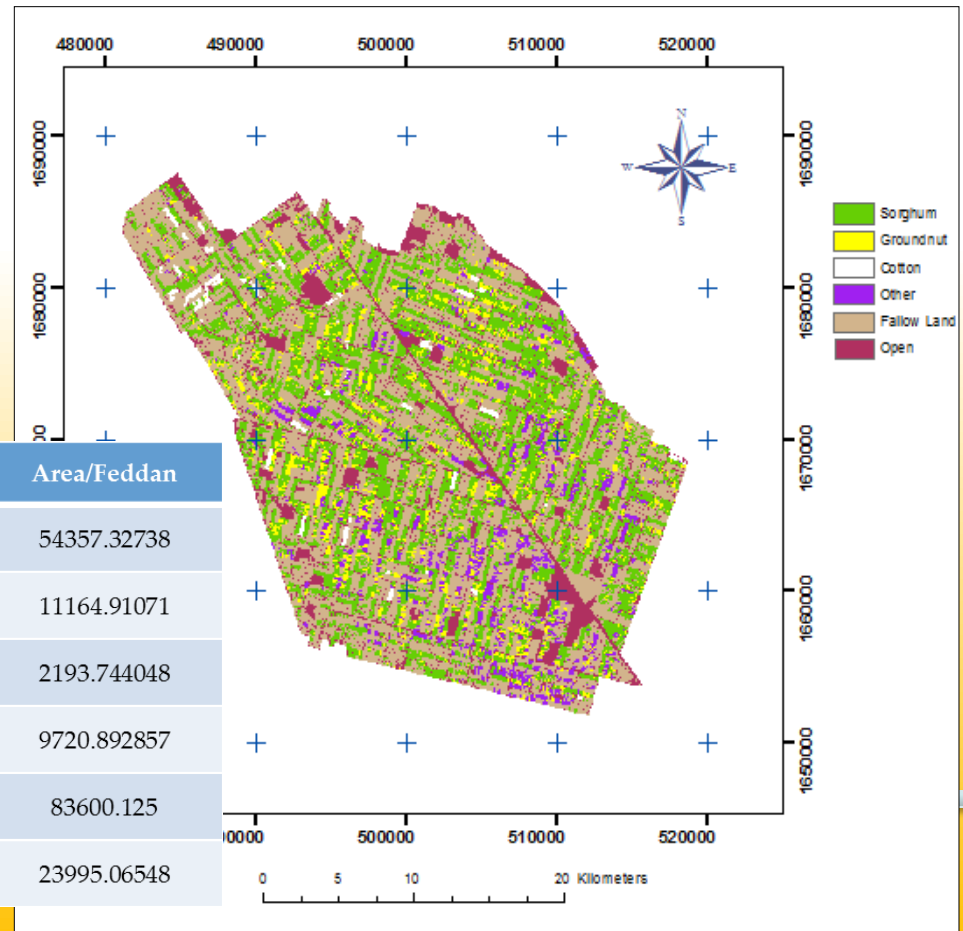 480000 490000 500000 510000 520000
N
W E
S
1690000 1690000
Sorghum
Groundnut
Cotton
Other
Fallow Land
Open
1680000 1680000
1670000
Area/Feddan
54357.32738
11164.91071
1660000
2193.744048
9720.892857
1650000
83600.125
500000 510000 520000
23995.06548
0 5 10 20 Kilometers